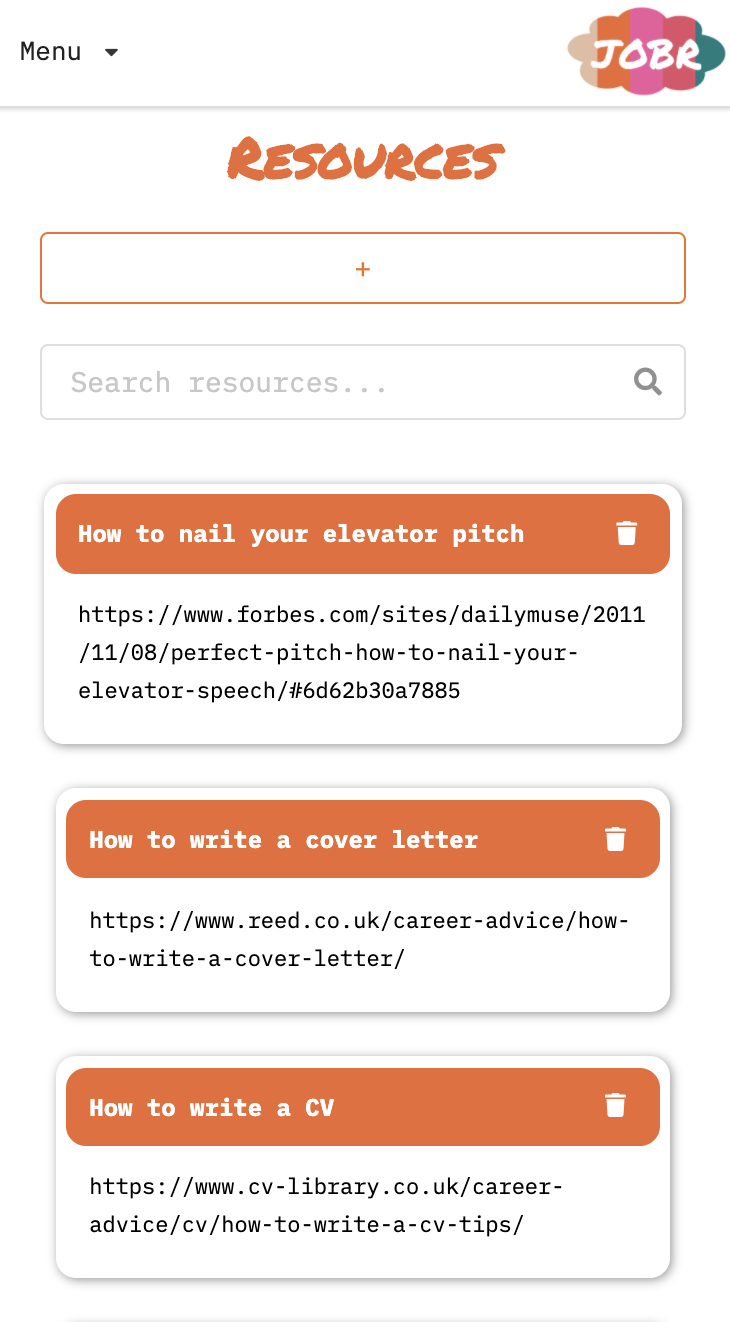 Menu
JOBR
Resources
+
Search resources...
How to nail your elevator pitch
https://www.forbes.com/sites/dailymuse/2011
/11/08/perfect-pitch-how-to-nail-your-
elevator-speech/#6d62b30a7885
How to write a cover letter
https://www.reed.co.uk/career-advice/how-
to-write-a-cover-letter/
How to write a CV
https://www.cv-library.co.uk/career-
advice/cv/how-to-write-a-cv-tips/